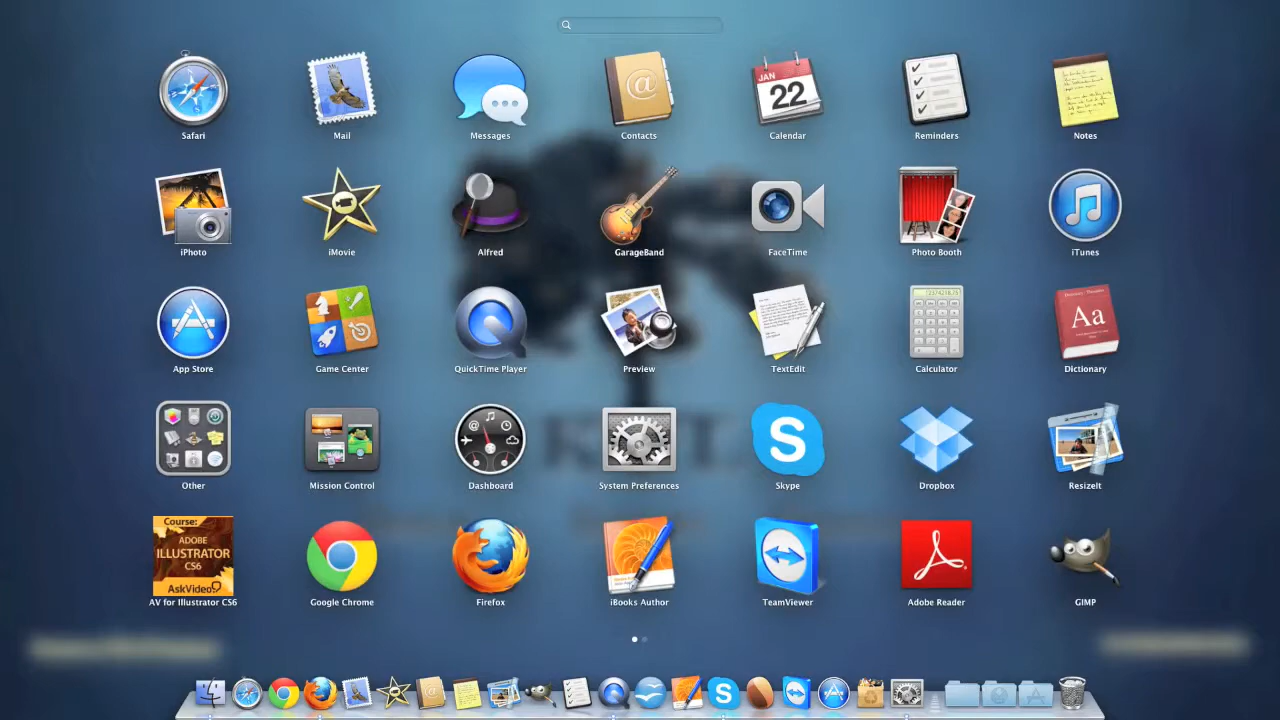 Safari Mail Messages Contacts JAN 22 Calendar Reminders Notes
iPhoto iMovie Alfred GarageBand FaceTime Photo Booth iTunes
App Store Game Center QuickTime Player Preview TextEdit Calculator Aa Dictionary
Other Mission Control Dashboard System Preferences Skype Dropbox ResizeIt
Course:
ADOBE
ILLUSTRATOR
CS6
AskVideo
AV for Illustrator CS6 Google Chrome Firefox iBooks Author TeamViewer Adobe Reader GIMP